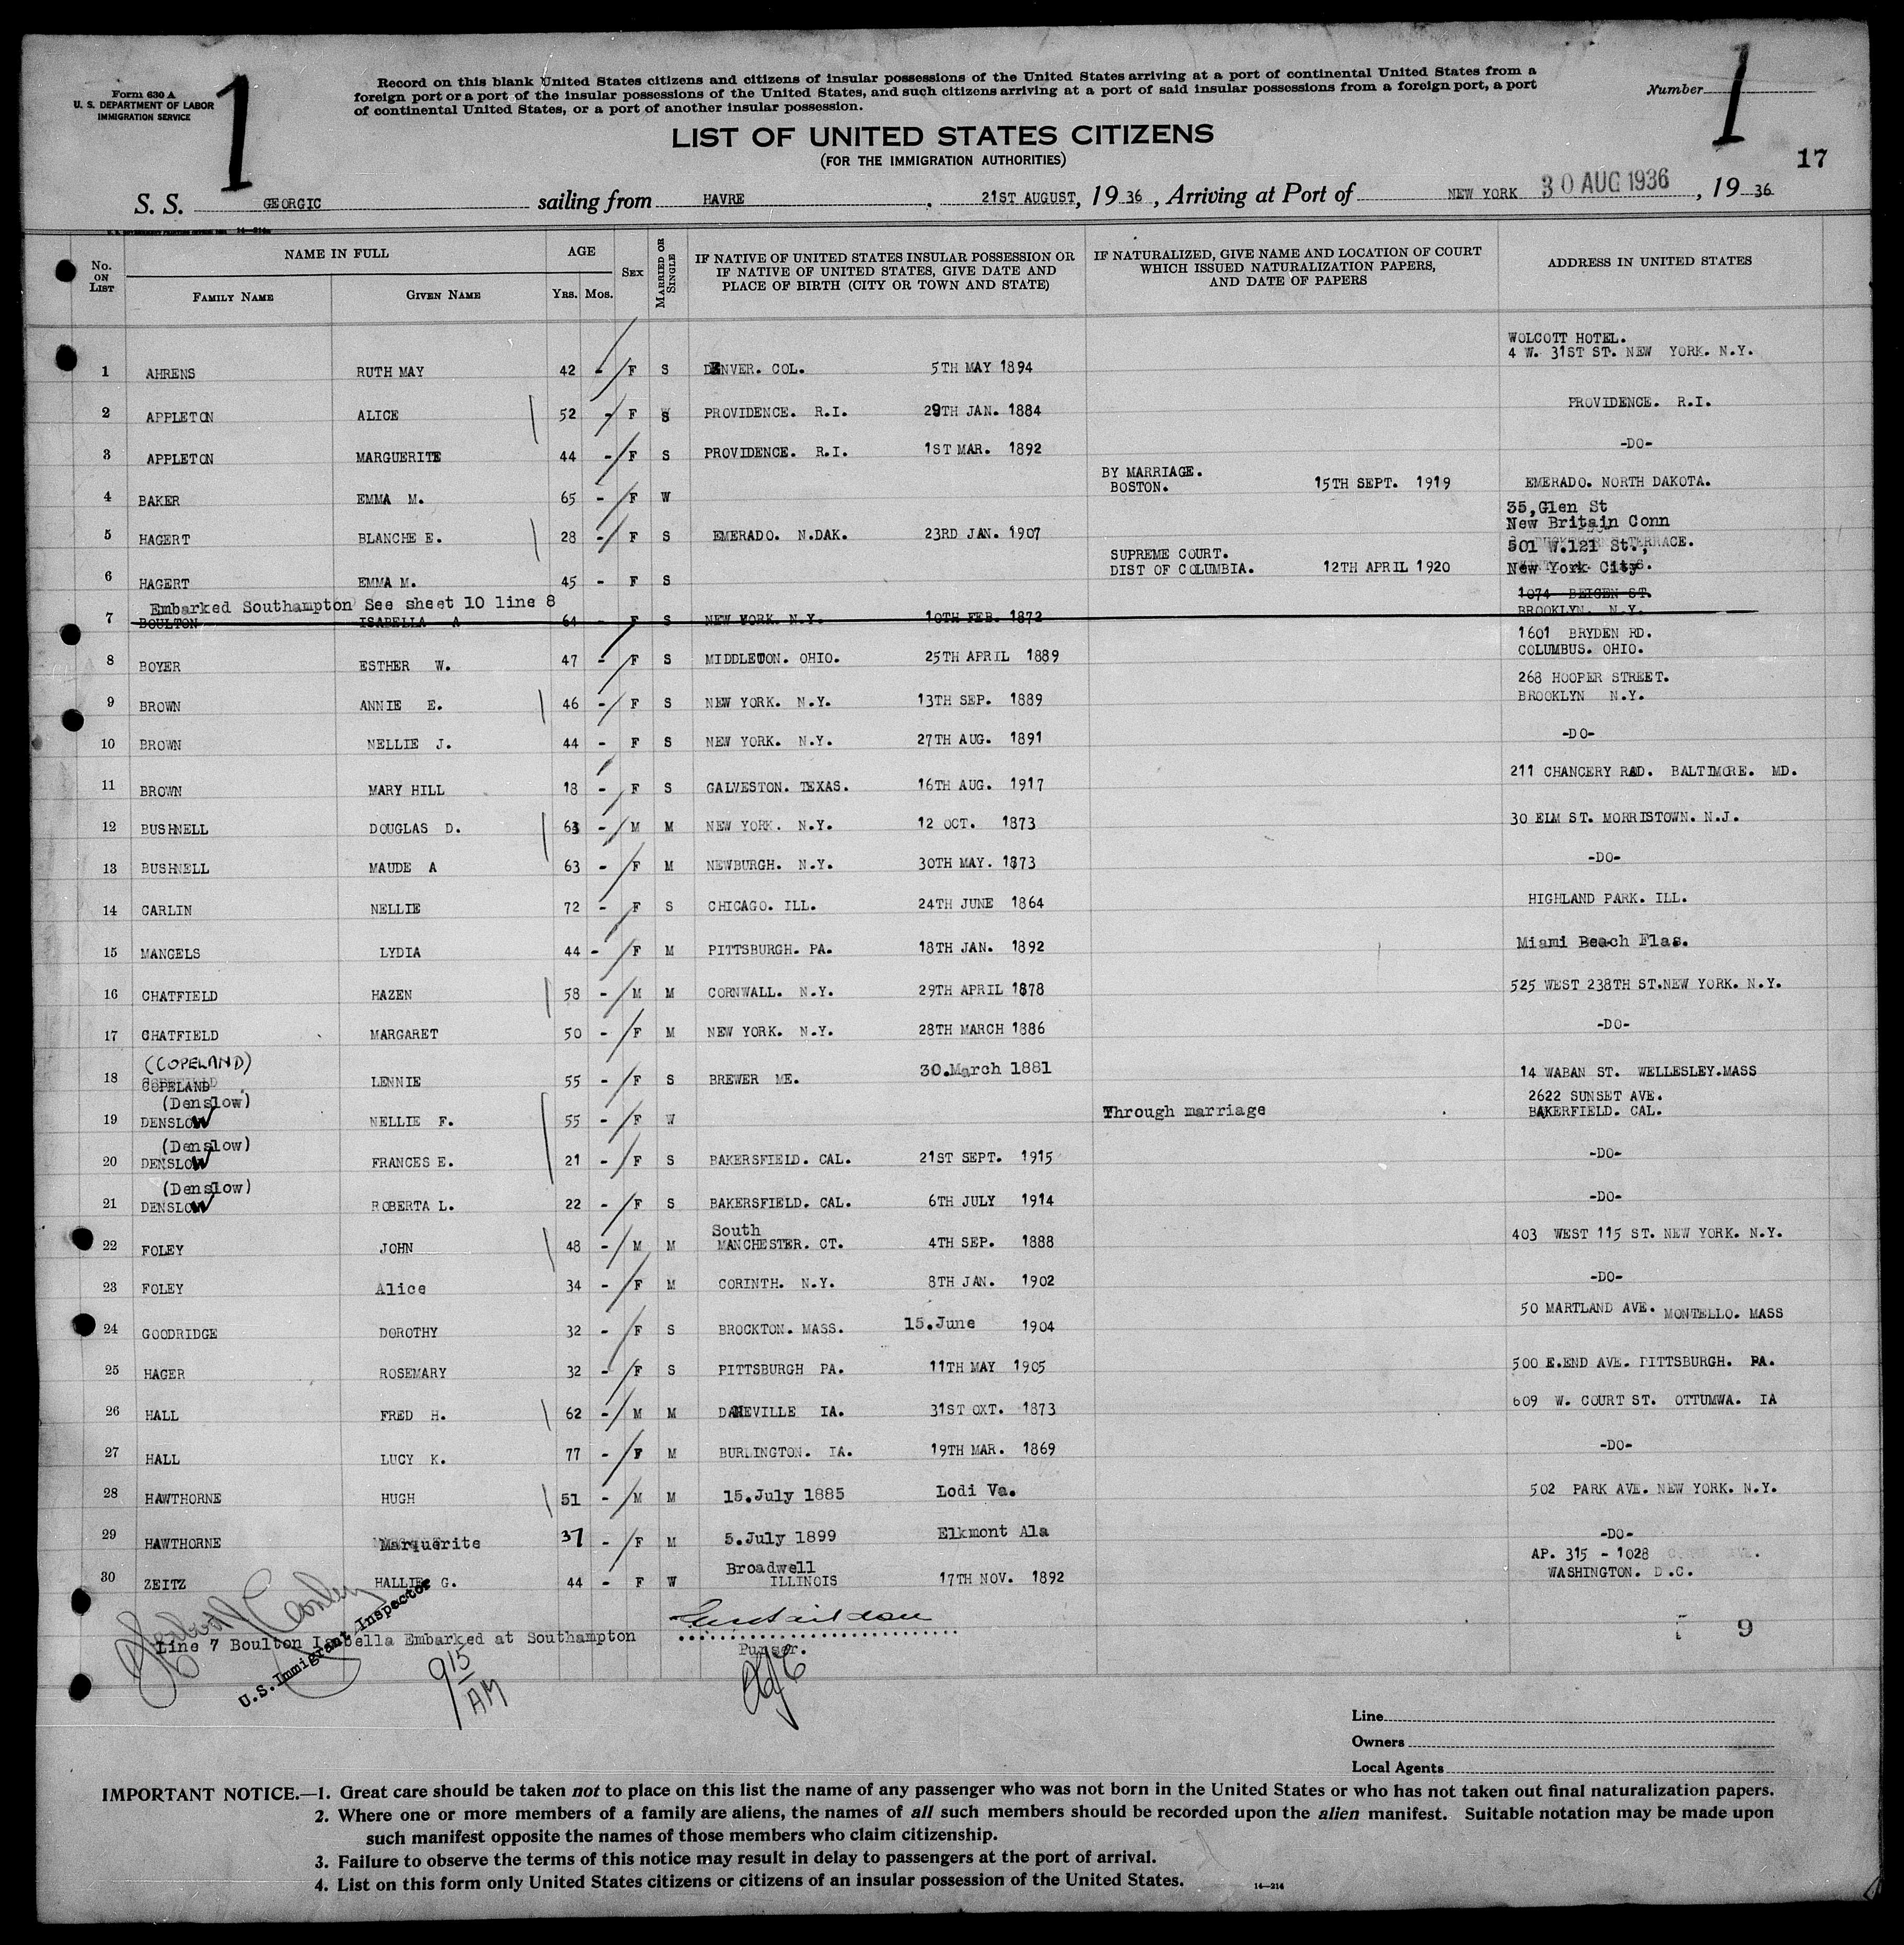 1
1
Form 630 A
U. S. DEPARTMENT OF LABOR
IMMIGRATION SERVICE
Record on this blank United States citizens and citizens of insular possessions of the United States arriving at a port of continental United States from a
foreign port or a port of the insular possessions of the United States, and such citizens arriving at a port of said insular possessions from a foreign port, a port
of continental United States, or a port of another insular possession.
Number
LIST OF UNITED STATES CITIZENS
(FOR THE IMMIGRATION AUTHORITIES)
17
S. S. GEORGIC sailing from HAVRE, 21ST AUGUST, 1936, Arriving at Port of NEW YORK 30 AUG 1936, 1936
No. ON LIST NAME IN FULL FAMILY NAME GIVEN NAME AGE YRS. MOS. SEX MARRIED OR SINGLE IF NATIVE OF UNITED STATES INSULAR POSSESSION OR IF NATIVE OF UNITED STATES, GIVE DATE AND PLACE OF BIRTH (CITY OR TOWN AND STATE) IF NATURALIZED, GIVE NAME AND LOCATION OF COURT WHICH ISSUED NATURALIZATION PAPERS, AND DATE OF PAPERS ADDRESS IN UNITED STATES
WOLCOTT HOTEL.
4 W. 31ST ST. NEW YORK. N.Y.
1 AHRENS RUTH MAY 42 - F S DENVER. COL. 5TH MAY 1894
2 APPLETON ALICE 52 - F S PROVIDENCE. R.I. 29TH JAN. 1884 PROVIDENCE. R.I.
3 APPLETON MARGUERITE 44 - F S PROVIDENCE. R.I. 1ST MAR. 1892 -DO-
BY MARRIAGE.
4 BAKER EMMA M. 65 - F W BOSTON. 15TH SEPT. 1919 EMERADO. NORTH DAKOTA.
35,Glen St
New Britain Conn
5 HAGERT BLANCHE E. 28 - F S EMERADO. N.DAK. 23RD JAN. 1907
SUPREME COURT. 501 W.121 St., TERRACE.
6 HAGERT EMMA M. 45 - F S DIST OF COLUMBIA. 12TH APRIL 1920 New York City
Embarked Southampton See sheet 10 line 8 1074 BEIGEN ST.
7 BOULTON ISABELLA A 64 - F S NEW YORK. N.Y. 10TH FEB. 1872 BROOKLYN. N.Y.
1601 BRYDEN RD.
8 BOYER ESTHER W. 47 - F S MIDDLETON. OHIO. 25TH APRIL 1889 COLUMBUS. OHIO.
268 HOOPER STREET.
9 BROWN ANNIE E. 46 - F S NEW YORK. N.Y. 13TH SEP. 1889 BROOKLYN N.Y.
10 BROWN NELLIE J. 44 - F S NEW YORK. N.Y. 27TH AUG. 1891 -DO-
11 BROWN MARY HILL 18 - F S GALVESTON. TEXAS. 16TH AUG. 1917 211 CHANCERY RAD. BALTIMORE. MD.
12 BUSHNELL DOUGLAS D. 63 - M M NEW YORK. N.Y. 12 OCT. 1873 30 ELM ST. MORRISTOWN. N.J.
13 BUSHNELL MAUDE A 63 - F M NEWBURGH. N.Y. 30TH MAY. 1873 -DO-
14 CARLIN NELLIE 72 - F S CHICAGO. ILL. 24TH JUNE 1864 HIGHLAND PARK. ILL.
15 MANGELS LYDIA 44 - F M PITTSBURGH. PA. 18TH JAN. 1892 Miami Beach Flas.
16 CHATFIELD HAZEN 58 - M M CORNWALL. N.Y. 29TH APRIL 1878 525 WEST 238TH ST.NEW YORK. N.Y.
17 CHATFIELD MARGARET 50 - F M NEW YORK. N.Y. 28TH MARCH 1886 -DO-
(COPELAND)
18 COPELAND LENNIE 55 - F S BREWER ME. 30.March 1881 14 WABAN ST. WELLESLEY.MASS
(Denslow) 2622 SUNSET AVE.
19 DENSLOW NELLIE F. 55 - F W Through marriage BAKERFIELD. CAL.
(Denslow)
20 DENSLOW FRANCES E. 21 - F S BAKERSFIELD. CAL. 21ST SEPT. 1915 -DO-
(Denslow)
21 DENSLOW ROBERTA L. 22 - F S BAKERSFIELD. CAL. 6TH JULY 1914 -DO-
South
22 FOLEY JOHN 48 - M M MANCHESTER. CT. 4TH SEP. 1888 403 WEST 115 ST. NEW YORK. N.Y.
23 FOLEY Alice 34 - F M CORINTH. N.Y. 8TH JAN. 1902 -DO-
24 GOODRIDGE DOROTHY 32 - F S BROCKTON. MASS. 15.June 1904 50 MARTLAND AVE. MONTELLO. MASS
25 HAGER ROSEMARY 32 - F S PITTSBURGH PA. 11TH MAY 1905 500 E.END AVE. PITTSBURGH. PA.
26 HALL FRED H. 62 - M M IA. 31ST OXT. 1873 609 W. COURT ST. OTTUMWA. IA
27 HALL LUCY K. 77 - F M BURLINGTON. IA. 19TH MAR. 1869 -DO-
28 HAWTHORNE HUGH 51 - M M 15.July 1885 Lodi Va. 502 PARK AVE. NEW YORK. N.Y.
29 HAWTHORNE Marquerite 37 - F M 5.July 1899 Elkmont Ala -DO-
Broadwell AP. 315 - 1028
30 ZEITZ HALLIE G. 44 - F W ILLINOIS 17TH NOV. 1892 WASHINGTON. D.C.
Line 7 Boulton Isabella Embarked at Southampton
Purser.
9
U.S.Immigrant Inspector
915 AM
Line
Owners
Local Agents
IMPORTANT NOTICE.—1. Great care should be taken not to place on this list the name of any passenger who was not born in the United States or who has not taken out final naturalization papers.
2. Where one or more members of a family are aliens, the names of all such members should be recorded upon the alien manifest. Suitable notation may be made upon
such manifest opposite the names of those members who claim citizenship.
3. Failure to observe the terms of this notice may result in delay to passengers at the port of arrival.
4. List on this form only United States citizens or citizens of an insular possession of the United States.
14—214